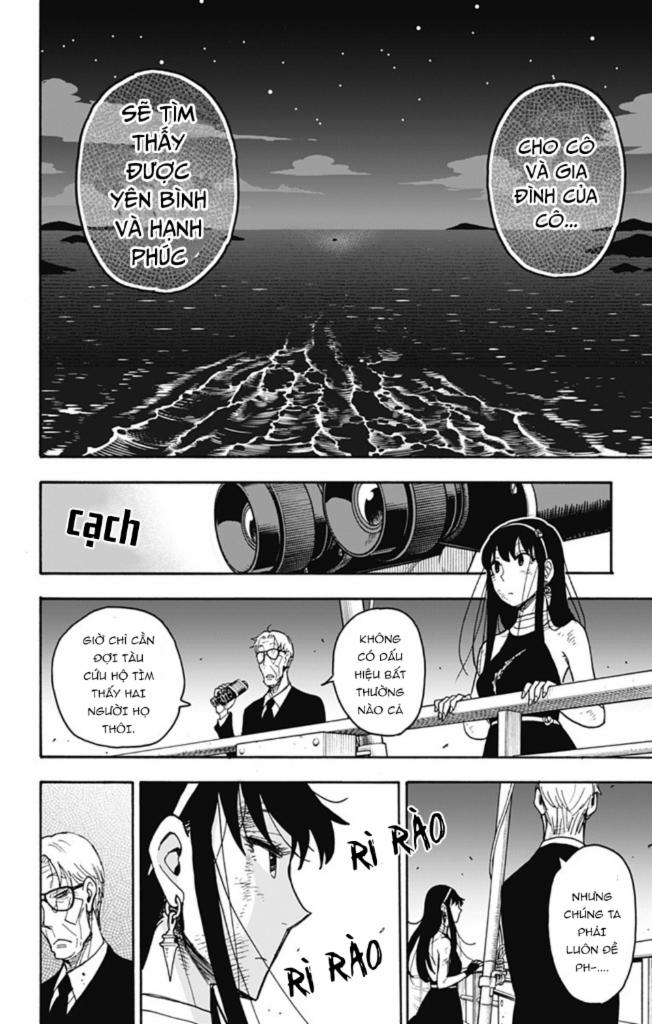 CHO CÔ
VÀ GIA
ĐÌNH CỦA
CÔ...
SẼ TÌM
THẤY
ĐƯỢC
YÊN BÌNH
VÀ HẠNH
PHÚC
cạch
KHÔNG
CÓ DẤU
HIỆU BẤT
THƯỜNG
NÀO CẢ
GIỜ CHỈ CẦN
ĐỢI TÀU
CỨU HỘ TÌM
THẤY HAI
NGƯỜI HỌ
THÔI.
NHƯNG
CHÚNG TA
PHẢI
LUÔN ĐỀ
PH-....
RÌ RÀO
RÌ RÀO